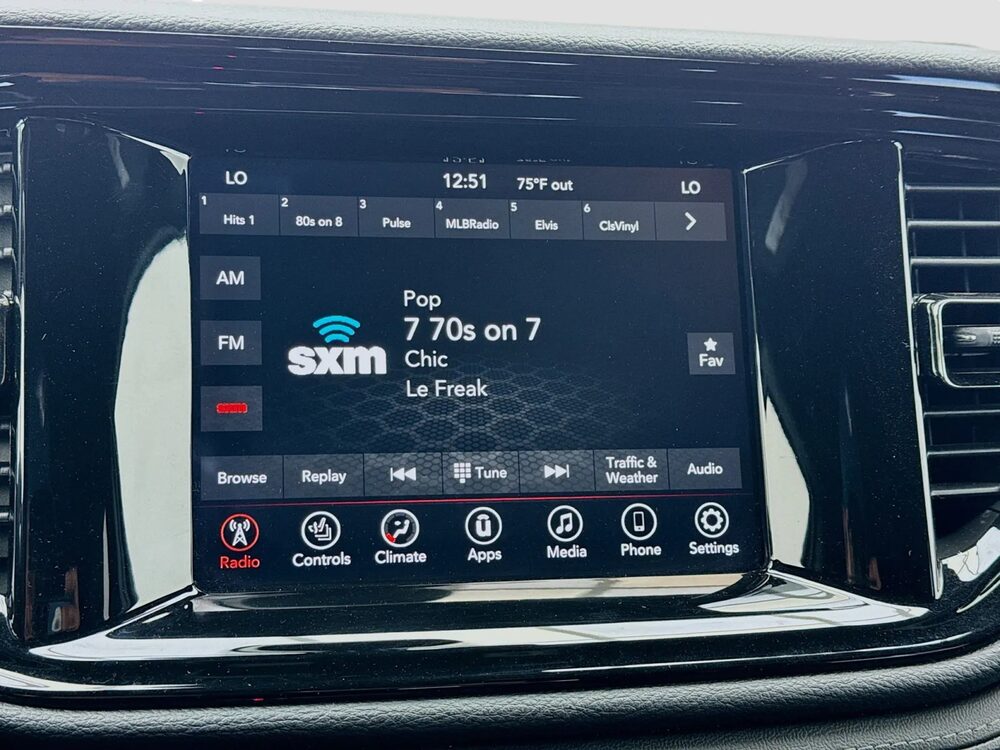 LO
12:51 75°F out
LO
1 Hits 1
2 80s on 8
3 Pulse
4 MLBRadio
5 Elvis
6 ClsVinyl
AM
FM
sxm
Pop
7 70s on 7
Chic
Le Freak
Fav
Browse
Replay
Tune
Traffic &
Weather
Audio
Radio
Controls
Climate
Apps
Media
Phone
Settings